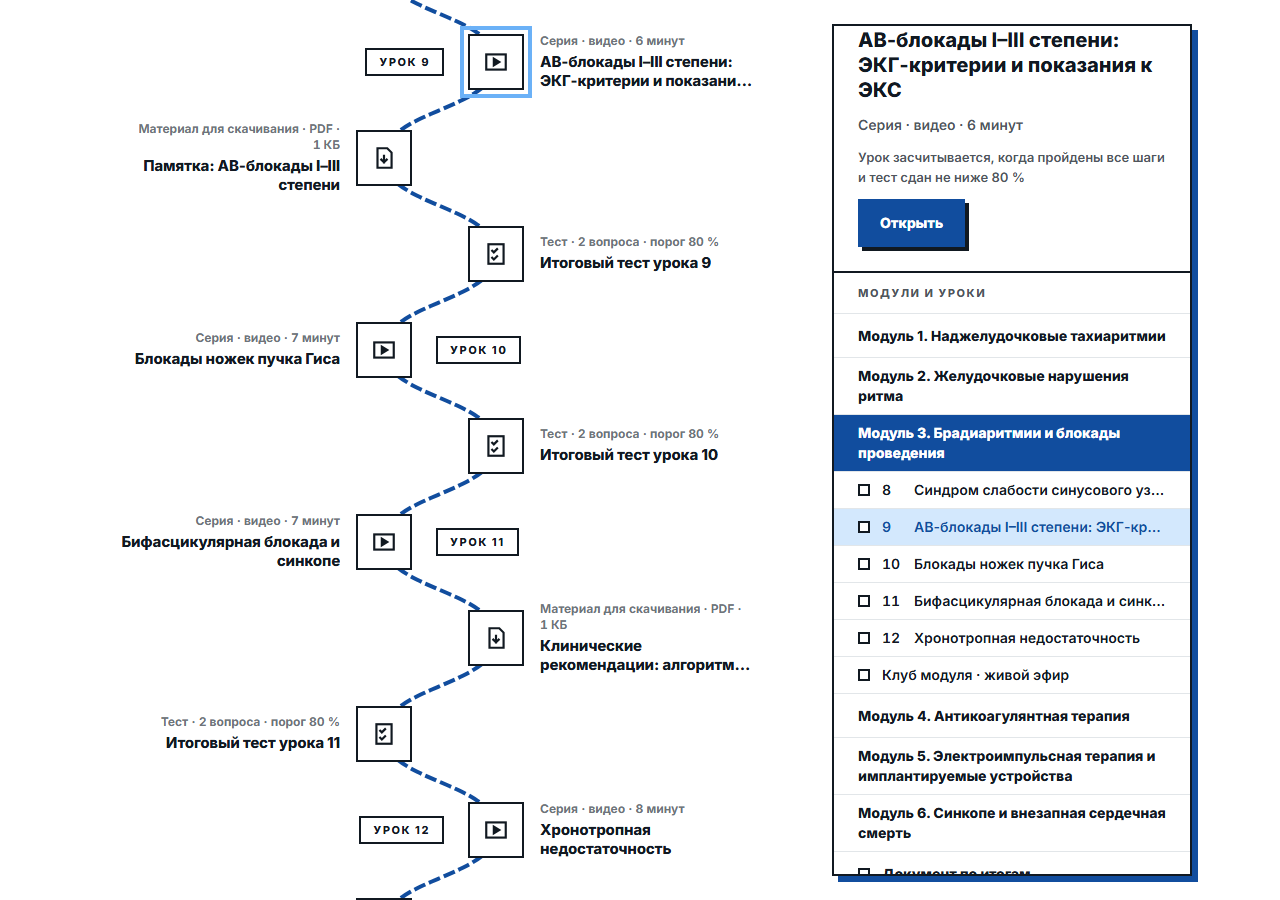 УРОК 9
Серия · видео · 6 минут
АВ-блокады I–III степени:
ЭКГ-критерии и показани…
Материал для скачивания · PDF ·
1 КБ
Памятка: АВ-блокады I–III
степени
Тест · 2 вопроса · порог 80 %
Итоговый тест урока 9
Серия · видео · 7 минут
Блокады ножек пучка Гиса
УРОК 10
Тест · 2 вопроса · порог 80 %
Итоговый тест урока 10
Серия · видео · 7 минут
Бифасцикулярная блокада и
синкопе
УРОК 11
Материал для скачивания · PDF ·
1 КБ
Клинические
рекомендации: алгоритм…
Тест · 2 вопроса · порог 80 %
Итоговый тест урока 11
УРОК 12
Серия · видео · 8 минут
Хронотропная
недостаточность
АВ-блокады I–III степени:
ЭКГ-критерии и показания к
ЭКС
Серия · видео · 6 минут
Урок засчитывается, когда пройдены все шаги
и тест сдан не ниже 80 %
Открыть
МОДУЛИ И УРОКИ
Модуль 1. Наджелудочковые тахиаритмии
Модуль 2. Желудочковые нарушения
ритма
Модуль 3. Брадиаритмии и блокады
проведения
8 Синдром слабости синусового уз…
9 АВ-блокады I–III степени: ЭКГ-кр…
10 Блокады ножек пучка Гиса
11 Бифасцикулярная блокада и синк…
12 Хронотропная недостаточность
Клуб модуля · живой эфир
Модуль 4. Антикоагулянтная терапия
Модуль 5. Электроимпульсная терапия и
имплантируемые устройства
Модуль 6. Синкопе и внезапная сердечная
смерть
Документ по итогам